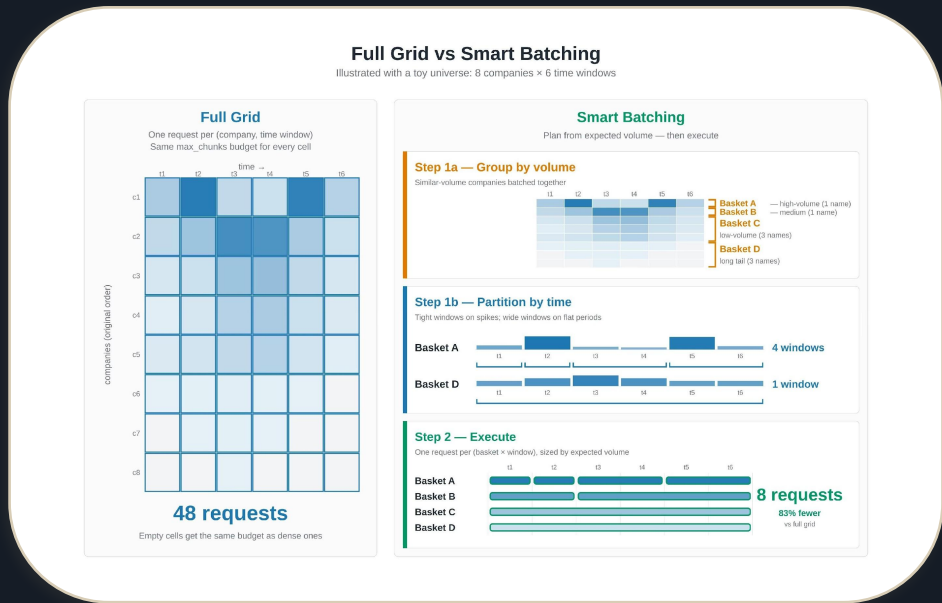 Full Grid vs Smart Batching
Illustrated with a toy universe: 8 companies × 6 time windows
Full Grid
One request per (company, time window)
Same max_chunks budget for every cell
time →
t1 t2 t3 t4 t5 t6
companies (original order)
c1
c2
c3
c4
c5
c6
c7
c8
48 requests
Empty cells get the same budget as dense ones
Smart Batching
Plan from expected volume — then execute
Step 1a — Group by volume
Similar-volume companies batched together
t1 t2 t3 t4 t5 t6
Basket A — high-volume (1 name)
Basket B — medium (1 name)
Basket C
low-volume (3 names)
Basket D
long tail (3 names)
Step 1b — Partition by time
Tight windows on spikes; wide windows on flat periods
Basket A 4 windows
t1 t2 t3 t4 t5 t6
Basket D 1 window
t1 t2 t3 t4 t5 t6
Step 2 — Execute
One request per (basket × window), sized by expected volume
t1 t2 t3 t4 t5 t6
Basket A
Basket B
Basket C
Basket D
8 requests
83% fewer
vs full grid